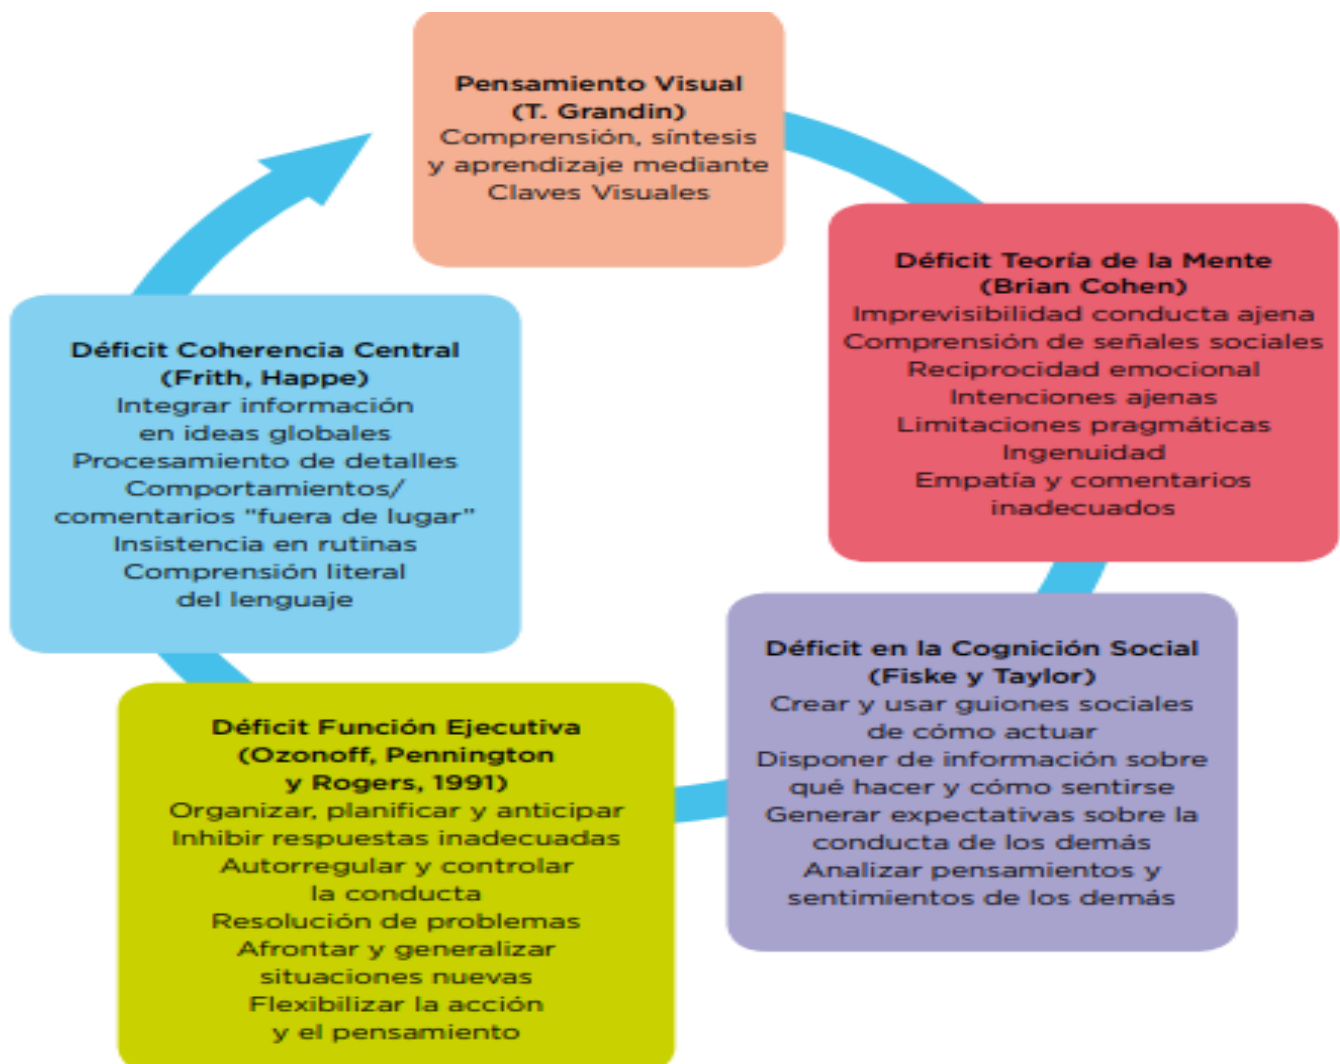 Pensamiento Visual
(T. Grandin)
Comprensión, síntesis
y aprendizaje mediante
Claves Visuales
Déficit Teoría de la Mente
(Brian Cohen)
Imprevisibilidad conducta ajena
Comprensión de señales sociales
Reciprocidad emocional
Intenciones ajenas
Limitaciones pragmáticas
Ingenuidad
Empatía y comentarios
inadecuados
Déficit en la Cognición Social
(Fiske y Taylor)
Crear y usar guiones sociales
de cómo actuar
Disponer de información sobre
qué hacer y cómo sentirse
Generar expectativas sobre la
conducta de los demás
Analizar pensamientos y
sentimientos de los demás
Déficit Función Ejecutiva
(Ozonoff, Pennington
y Rogers, 1991)
Organizar, planificar y anticipar
Inhibir respuestas inadecuadas
Autorregular y controlar
la conducta
Resolución de problemas
Afrontar y generalizar
situaciones nuevas
Flexibilizar la acción
y el pensamiento
Déficit Coherencia Central
(Frith, Happe)
Integrar información
en ideas globales
Procesamiento de detalles
Comportamientos/
comentarios "fuera de lugar"
Insistencia en rutinas
Comprensión literal
del lenguaje